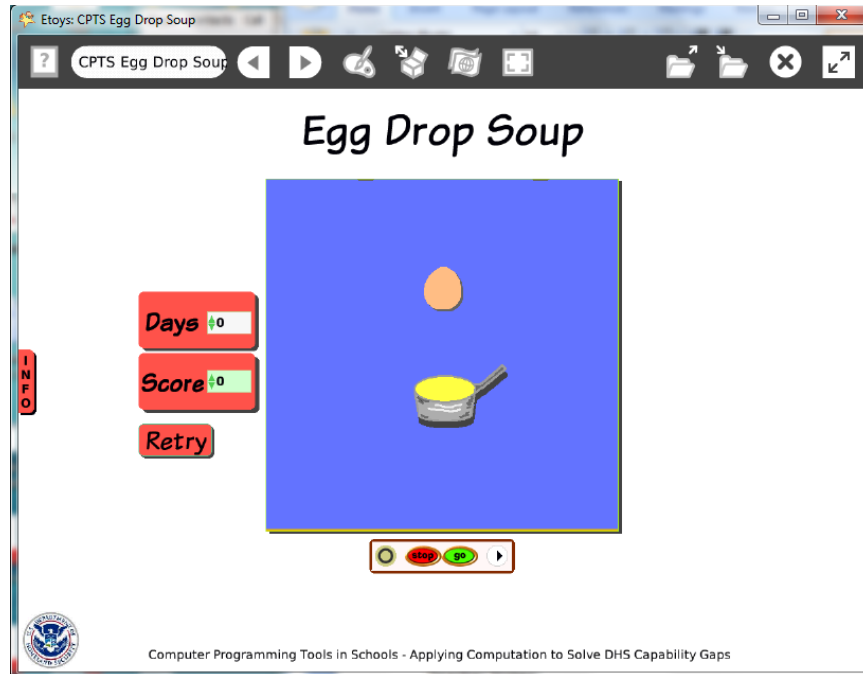 Etoys: CPTS Egg Drop Soup
CPTS Egg Drop Soup
Egg Drop Soup
Days 0
Score 0
INFO
Retry
stop go
Computer Programming Tools in Schools - Applying Computation to Solve DHS Capability Gaps